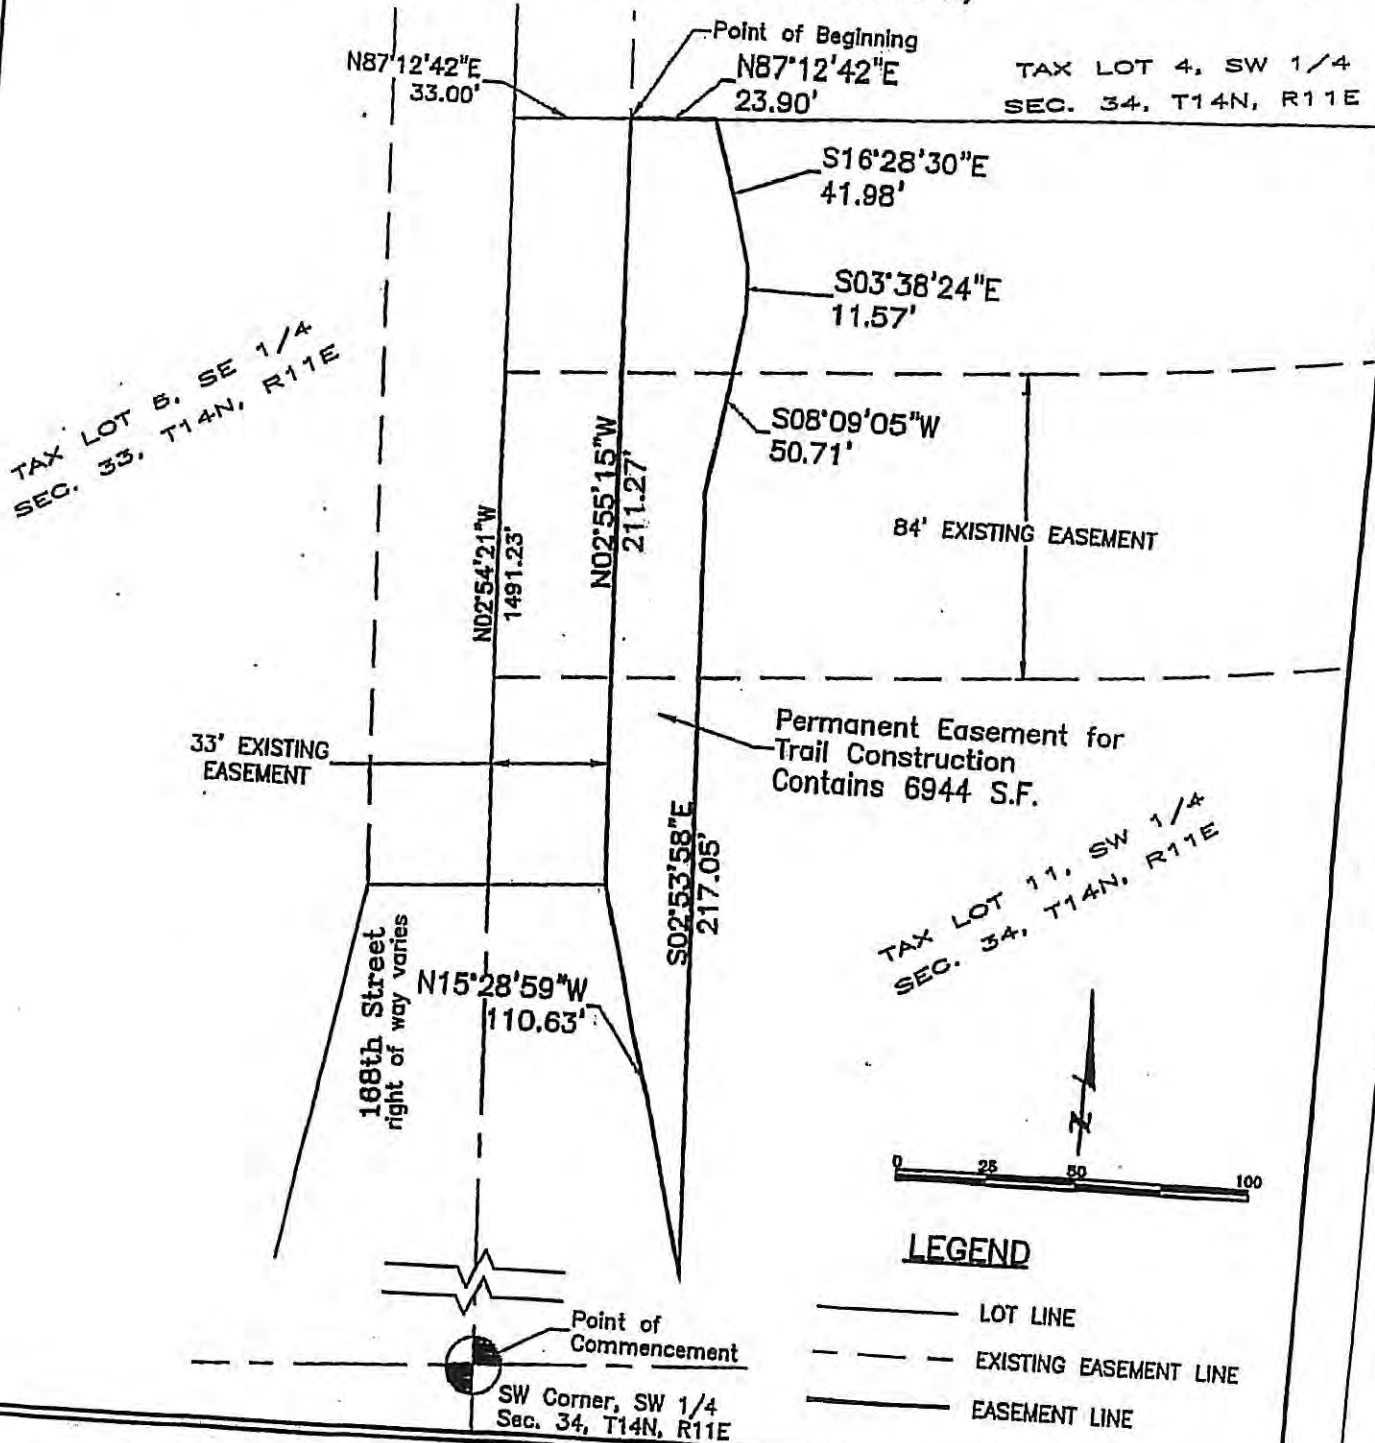 Point of Beginning
N87°12'42"E
33.00'
N87°12'42"E
23.90'
TAX LOT 4, SW 1/4
SEC. 34, T14N, R11E
S16°28'30"E
41.98'
S03°38'24"E
11.57'
TAX LOT 5, SE 1/4
SEC. 33, T14N, R11E
S08°09'05"W
50.71'
N02°54'21"W
1491.23'
N02°55'15"W
211.27'
84' EXISTING EASEMENT
33' EXISTING
EASEMENT
Permanent Easement for
Trail Construction
Contains 6944 S.F.
S02°53'58"E
217.05'
TAX LOT 11, SW 1/4
SEC. 34, T14N, R11E
168th Street
right of way varies
N15°28'59"W
110.63'
N
0 25 50 100
LEGEND
LOT LINE
EXISTING EASEMENT LINE
EASEMENT LINE
Point of
Commencement
SW Corner, SW 1/4
Sec. 34, T14N, R11E